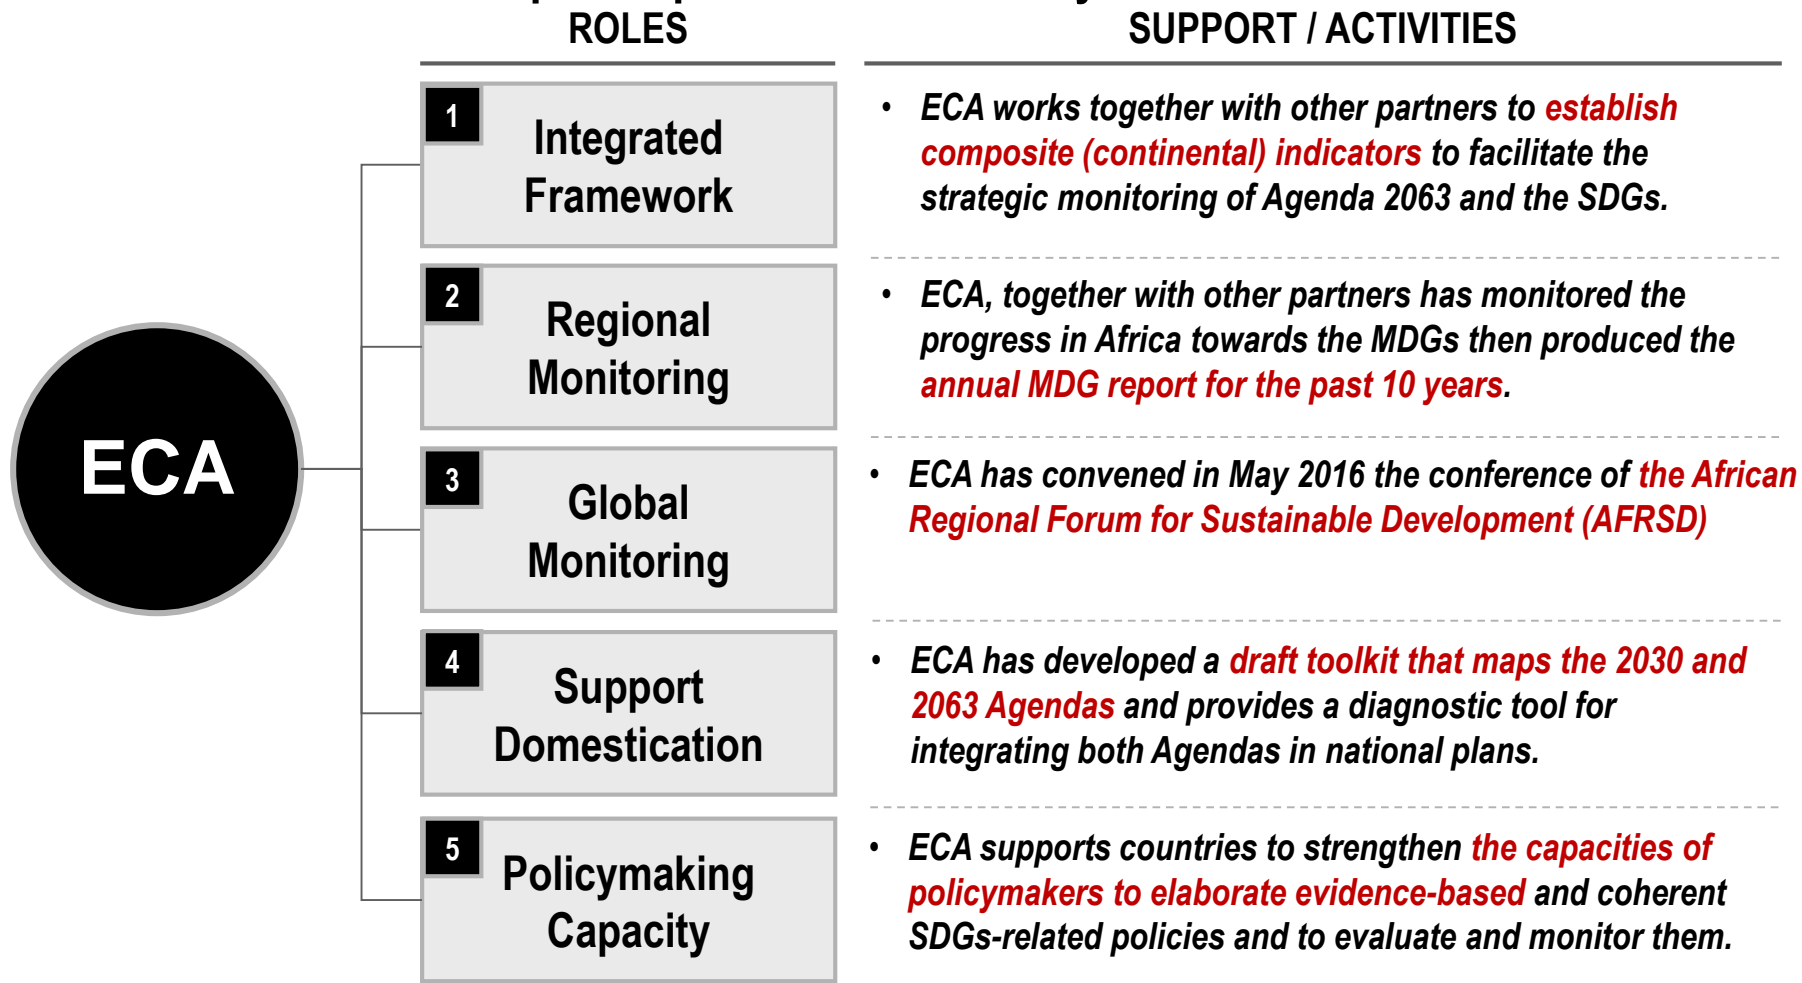 ROLES
SUPPORT / ACTIVITIES
ECA
1
Integrated
Framework
• ECA works together with other partners to establish
composite (continental) indicators to facilitate the
strategic monitoring of Agenda 2063 and the SDGs.
2
Regional
Monitoring
• ECA, together with other partners has monitored the
progress in Africa towards the MDGs then produced the
annual MDG report for the past 10 years.
3
Global
Monitoring
• ECA has convened in May 2016 the conference of the African
Regional Forum for Sustainable Development (AFRSD)
4
Support
Domestication
• ECA has developed a draft toolkit that maps the 2030 and
2063 Agendas and provides a diagnostic tool for
integrating both Agendas in national plans.
5
Policymaking
Capacity
• ECA supports countries to strengthen the capacities of
policymakers to elaborate evidence-based and coherent
SDGs-related policies and to evaluate and monitor them.